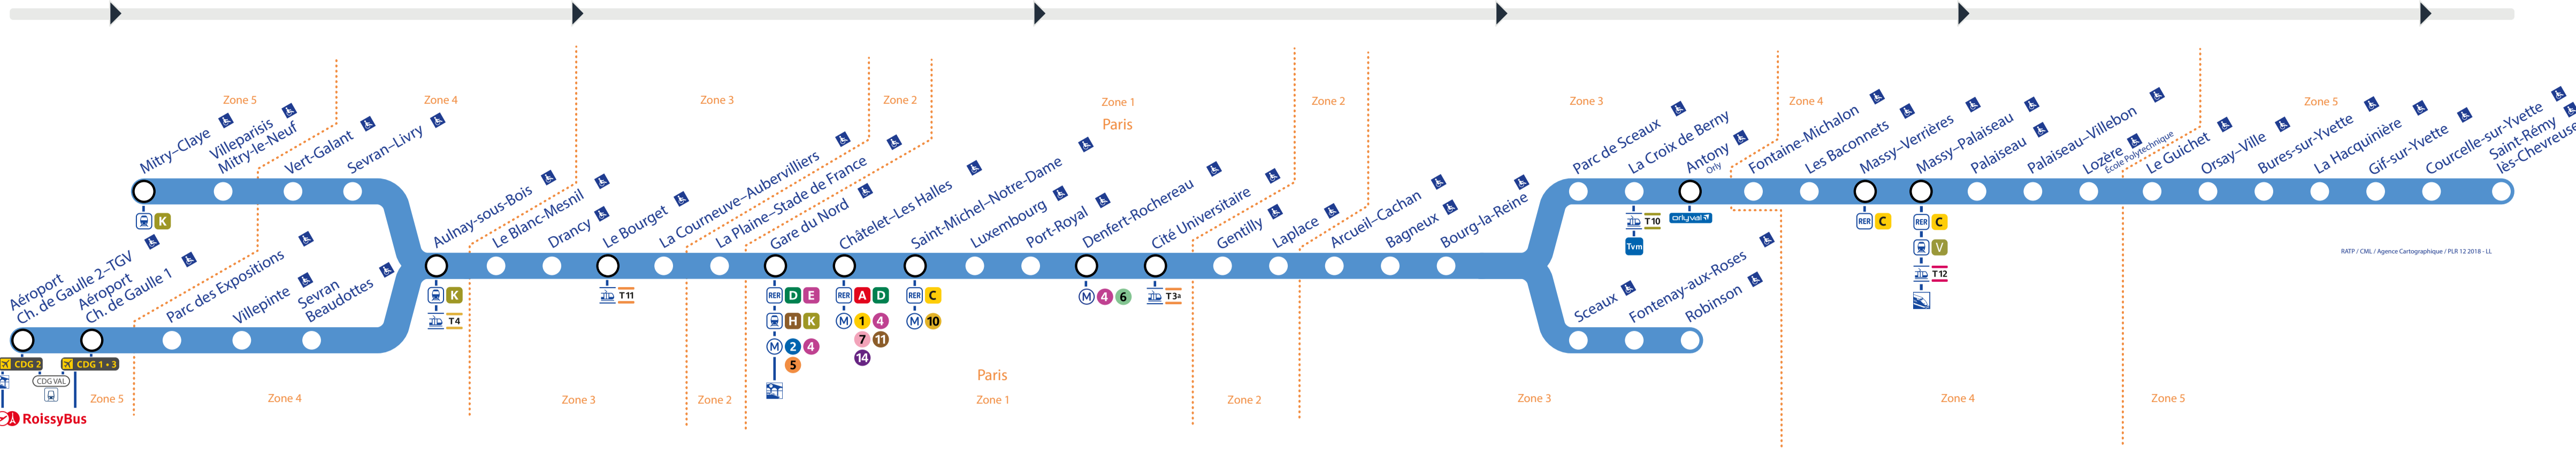 Zone 5
Zone 4
Zone 3
Zone 2
Zone 1
Paris
Zone 2
Zone 3
Zone 4
Zone 5
Mitry–Claye
Villeparisis
Mitry-le-Neuf
Vert-Galant
Sevran–Livry
K
Aéroport
Ch. de Gaulle 2–TGV
Aéroport
Ch. de Gaulle 1
Parc des Expositions
Villepinte
Sevran
Beaudottes
CDG 2
CDG 1 • 3
CDGVAL
RoissyBus
Aulnay-sous-Bois
K
T4
Le Blanc-Mesnil
Drancy
Le Bourget
T11
La Courneuve–Aubervilliers
La Plaine–Stade de France
Gare du Nord
RER D E
H K
M 2 4
5
Châtelet–Les Halles
RER A D
M 1 4
7 11
14
Saint-Michel–Notre-Dame
RER C
M 10
Luxembourg
Port-Royal
Denfert-Rochereau
M 4 6
Cité Universitaire
T3a
Gentilly
Laplace
Arcueil–Cachan
Bagneux
Bourg-la-Reine
Parc de Sceaux
La Croix de Berny
T10
Tvm
Antony
Orly
orlyval
Fontaine-Michalon
Les Baconnets
Massy–Verrières
RER C
Massy–Palaiseau
RER C
V
T12
Palaiseau
Palaiseau–Villebon
Lozère
École Polytechnique
Le Guichet
Orsay–Ville
Bures-sur-Yvette
La Hacquinière
Gif-sur-Yvette
Courcelle-sur-Yvette
Saint-Rémy
lès-Chevreuse
Sceaux
Fontenay-aux-Roses
Robinson
RATP / CML / Agence Cartographique / PLR 12 2018 - LL
Zone 5
Zone 4
Zone 3
Zone 2
Paris
Zone 1
Zone 2
Zone 3
Zone 4
Zone 5